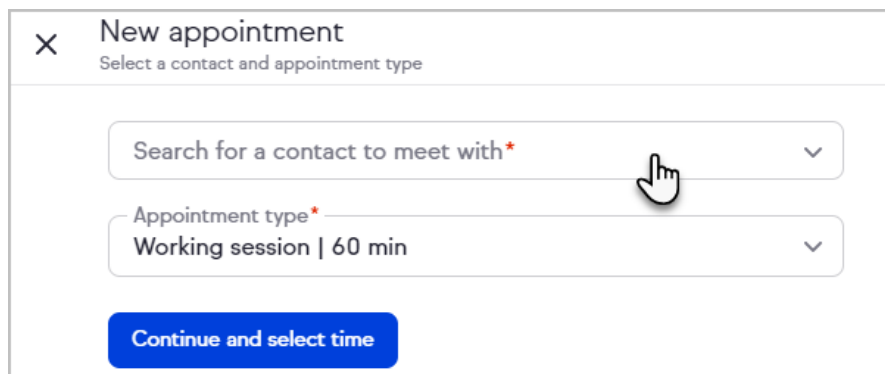 New appointment
Select a contact and appointment type
Search for a contact to meet with*
Appointment type*
Working session | 60 min
Continue and select time